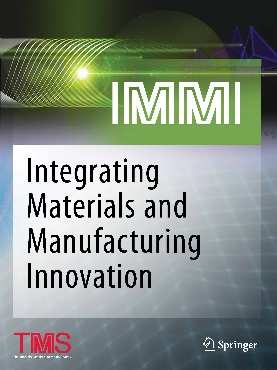 IMMI
Integrating
Materials and
Manufacturing
Innovation
TMS
Springer